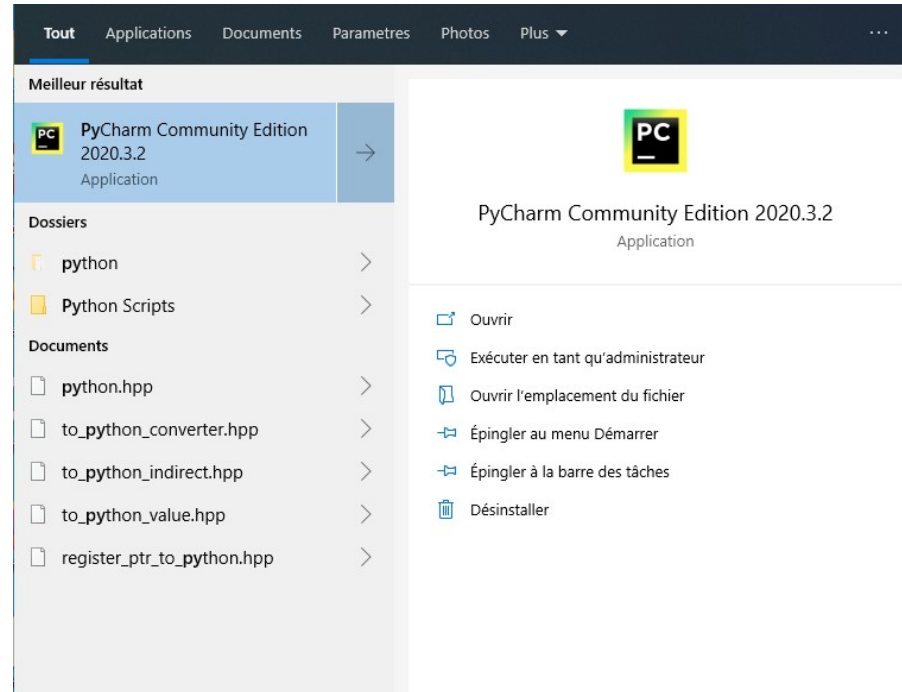 Tout Applications Documents Parametres Photos Plus ...
Meilleur résultat
PC
PyCharm Community Edition
2020.3.2
Application
Dossiers
python
Python Scripts
Documents
python.hpp
to_python_converter.hpp
to_python_indirect.hpp
to_python_value.hpp
register_ptr_to_python.hpp
PC
PyCharm Community Edition 2020.3.2
Application
Ouvrir
Exécuter en tant qu'administrateur
Ouvrir l'emplacement du fichier
Épingler au menu Démarrer
Épingler à la barre des tâches
Désinstaller